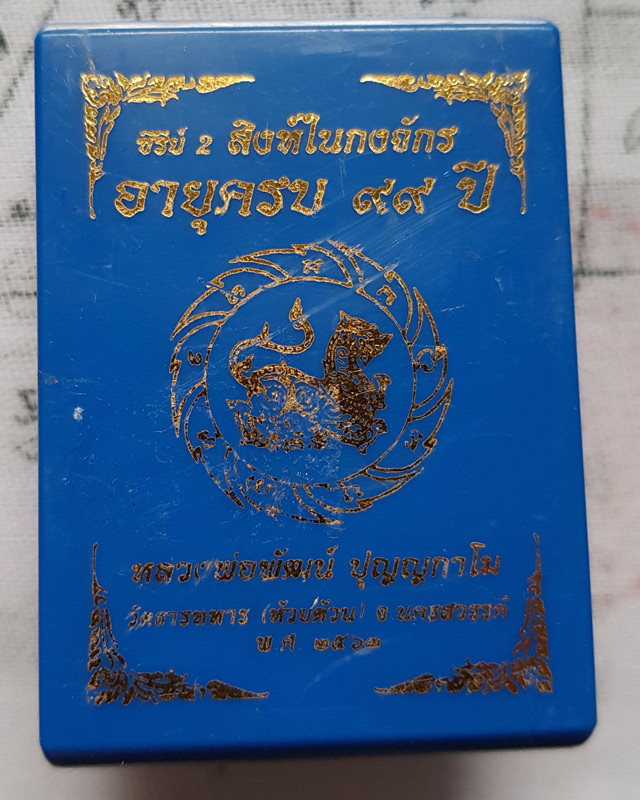 ซีรีย์ 2 สิงห์ในกงจักร
อายุครบ ๙๙ ปี
หลวงพ่อพัฒน์ ปุญญกาโม
วัดธารทหาร (ห้วยด้วน) จ.นครสวรรค์
พ.ศ. ๒๕๖๓